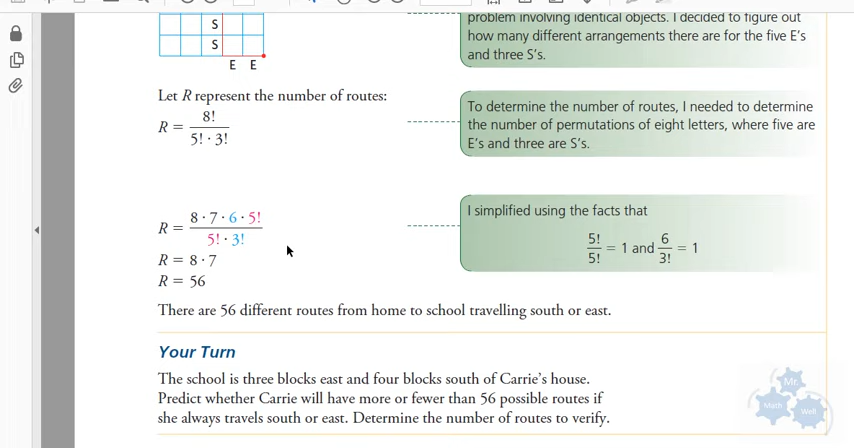 S
S
E E
problem involving identical objects. I decided to figure out
how many different arrangements there are for the five E's
and three S's.
Let R represent the number of routes:
R = 8! / 5! · 3!
To determine the number of routes, I needed to determine
the number of permutations of eight letters, where five are
E's and three are S's.
R = 8 · 7 · 6 · 5! / 5! · 3!
R = 8 · 7
R = 56
I simplified using the facts that
5!/5! = 1 and 6/3! = 1
There are 56 different routes from home to school travelling south or east.
Your Turn
The school is three blocks east and four blocks south of Carrie's house.
Predict whether Carrie will have more or fewer than 56 possible routes if
she always travels south or east. Determine the number of routes to verify.
Mr.
Math
Well